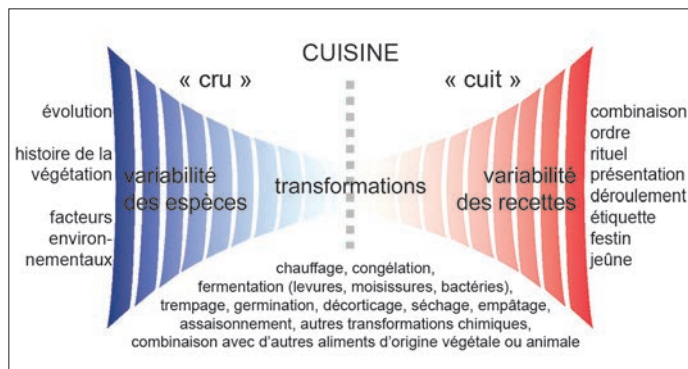 CUISINE
« cru »
« cuit »
évolution
histoire de la
végétation
facteurs
environ-
nementaux
variabilité
des espèces
transformations
variabilité
des recettes
combinaison
ordre
rituel
présentation
déroulement
étiquette
festin
jeûne
chauffage, congélation,
fermentation (levures, moisissures, bactéries),
trempage, germination, décorticage, séchage, empâtage,
assaisonnement, autres transformations chimiques,
combinaison avec d'autres aliments d'origine végétale ou animale